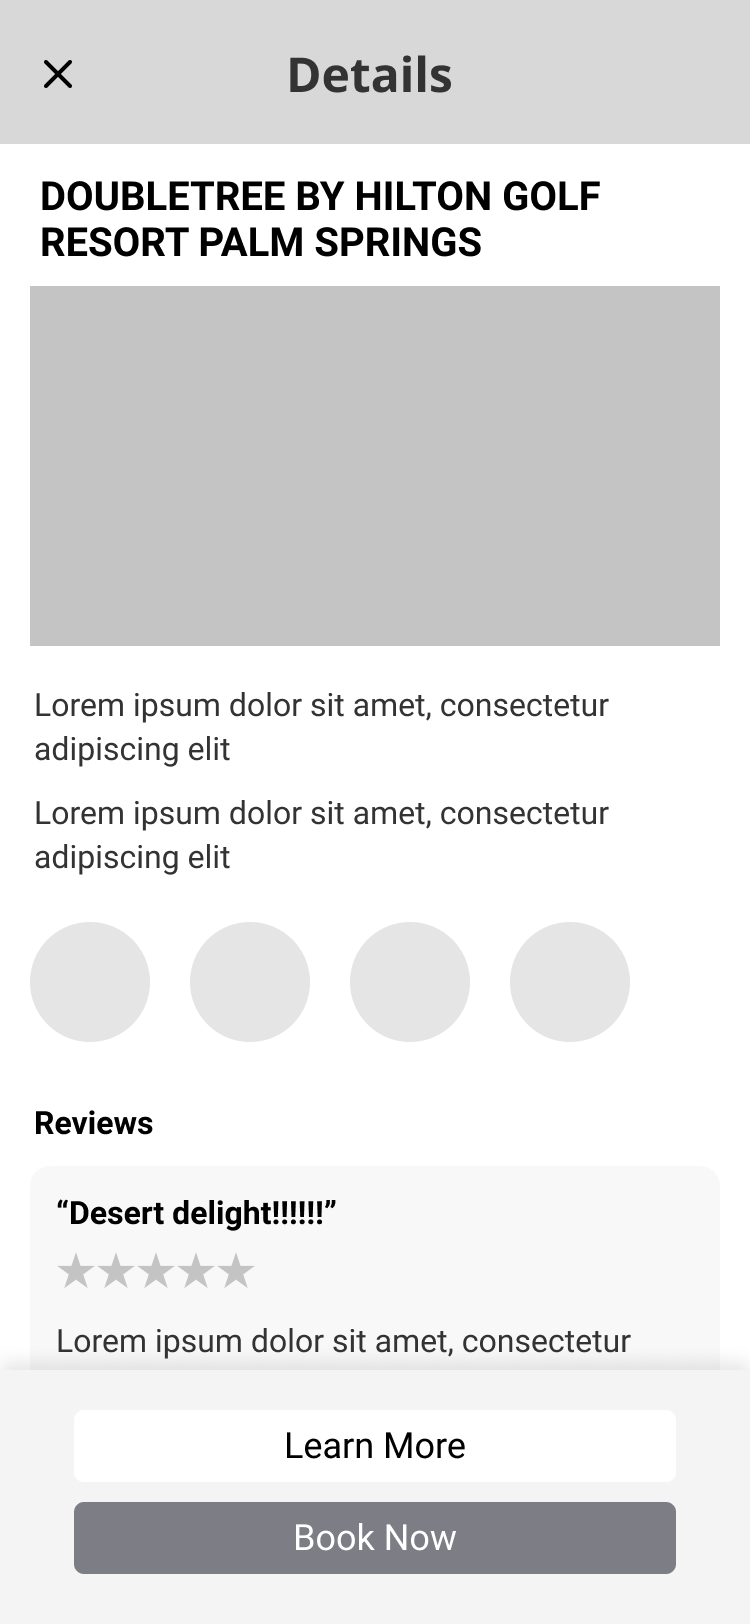 Details
DOUBLETREE BY HILTON GOLF
RESORT PALM SPRINGS
Lorem ipsum dolor sit amet, consectetur
adipiscing elit
Lorem ipsum dolor sit amet, consectetur
adipiscing elit
Reviews
“Desert delight!!!!!!”
Lorem ipsum dolor sit amet, consectetur
Learn More
Book Now